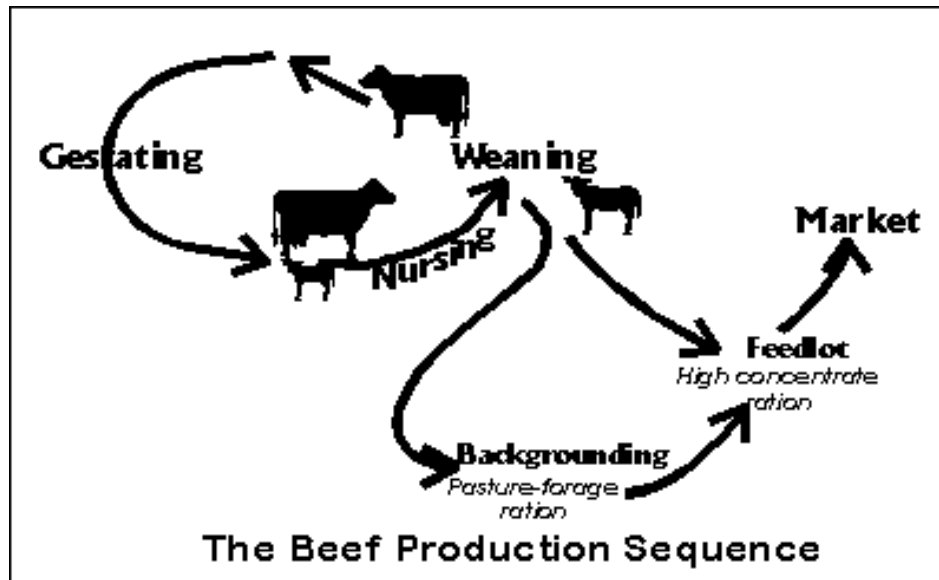 Gestating
Weaning
Nursing
Market
Feedlot
High concentrate
ration
Backgrounding
Pasture-forage
ration
The Beef Production Sequence